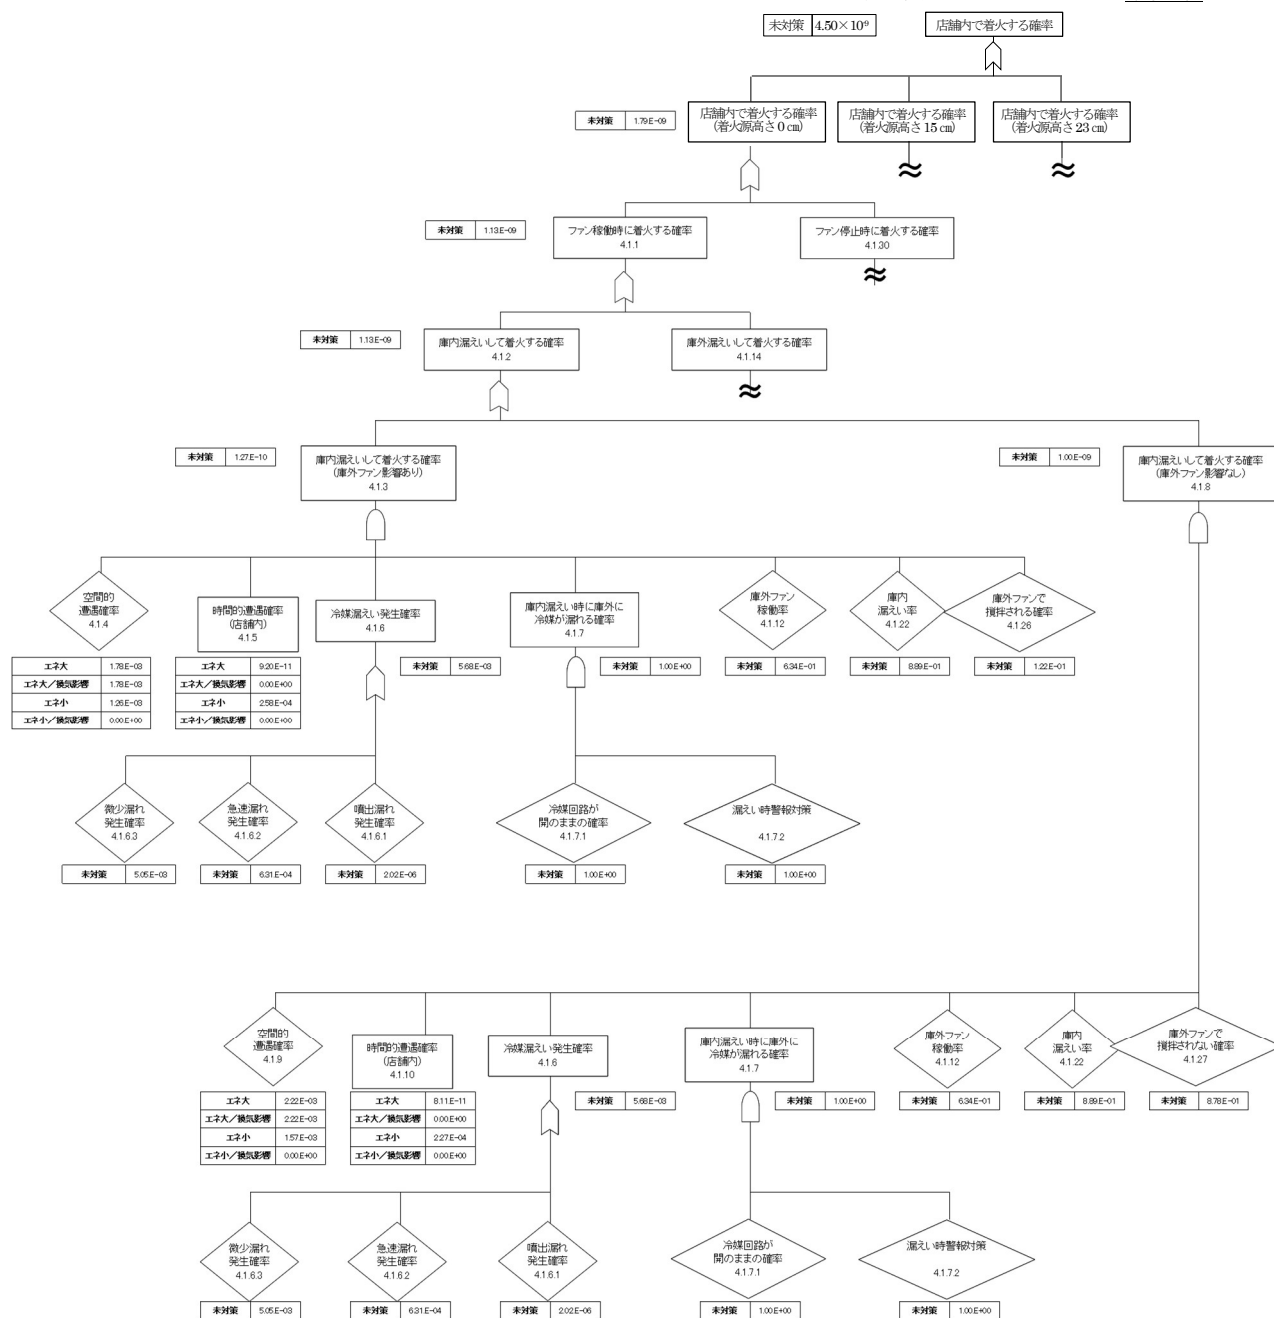 未対策 4.50×10⁹
店舗内で着火する確率
未対策 1.79E-09
店舗内で着火する確率
(着火源高さ0㎝)
店舗内で着火する確率
(着火源高さ15㎝)
店舗内で着火する確率
(着火源高さ23㎝)
未対策 1.13E-09
ファン稼働時に着火する確率
4.1.1
ファン停止時に着火する確率
4.1.30
未対策 1.13E-09
庫内漏えいして着火する確率
4.1.2
庫外漏えいして着火する確率
4.1.14
未対策 1.27E-10
庫内漏えいして着火する確率
(庫外ファン影響あり)
4.1.3
未対策 1.00E-09
庫内漏えいして着火する確率
(庫外ファン影響なし)
4.1.8
空間的
遭遇確率
4.1.4
エネ大 1.78E-03
エネ大/換気影響 1.78E-03
エネ小 1.26E-03
エネ小/換気影響 0.00E+00
時間的遭遇確率
(店舗内)
4.1.5
エネ大 9.20E-11
エネ大/換気影響 0.00E+00
エネ小 2.58E-04
エネ小/換気影響 0.00E+00
冷媒漏えい発生確率
4.1.6
未対策 5.68E-03
庫内漏えい時に庫外に
冷媒が漏れる確率
4.1.7
未対策 1.00E+00
庫外ファン
稼働率
4.1.12
未対策 6.34E-01
庫内
漏えい率
4.1.22
未対策 8.89E-01
庫外ファンで
撹拌される確率
4.1.26
未対策 1.22E-01
微少漏れ
発生確率
4.1.6.3
未対策 5.05E-03
急速漏れ
発生確率
4.1.6.2
未対策 6.31E-04
噴出漏れ
発生確率
4.1.6.1
未対策 2.02E-06
冷媒回路が
開のままの確率
4.1.7.1
未対策 1.00E+00
漏えい時警報対策
4.1.7.2
未対策 1.00E+00
空間的
遭遇確率
4.1.9
エネ大 2.22E-03
エネ大/換気影響 2.22E-03
エネ小 1.57E-03
エネ小/換気影響 0.00E+00
時間的遭遇確率
(店舗内)
4.1.10
エネ大 8.11E-11
エネ大/換気影響 0.00E+00
エネ小 2.27E-04
エネ小/換気影響 0.00E+00
冷媒漏えい発生確率
4.1.6
未対策 5.68E-03
庫内漏えい時に庫外に
冷媒が漏れる確率
4.1.7
未対策 1.00E+00
庫外ファン
稼働率
4.1.12
未対策 6.34E-01
庫内
漏えい率
4.1.22
未対策 8.89E-01
庫外ファンで
撹拌されない確率
4.1.27
未対策 8.78E-01
微少漏れ
発生確率
4.1.6.3
未対策 5.05E-03
急速漏れ
発生確率
4.1.6.2
未対策 6.31E-04
噴出漏れ
発生確率
4.1.6.1
未対策 2.02E-06
冷媒回路が
開のままの確率
4.1.7.1
未対策 1.00E+00
漏えい時警報対策
4.1.7.2
未対策 1.00E+00